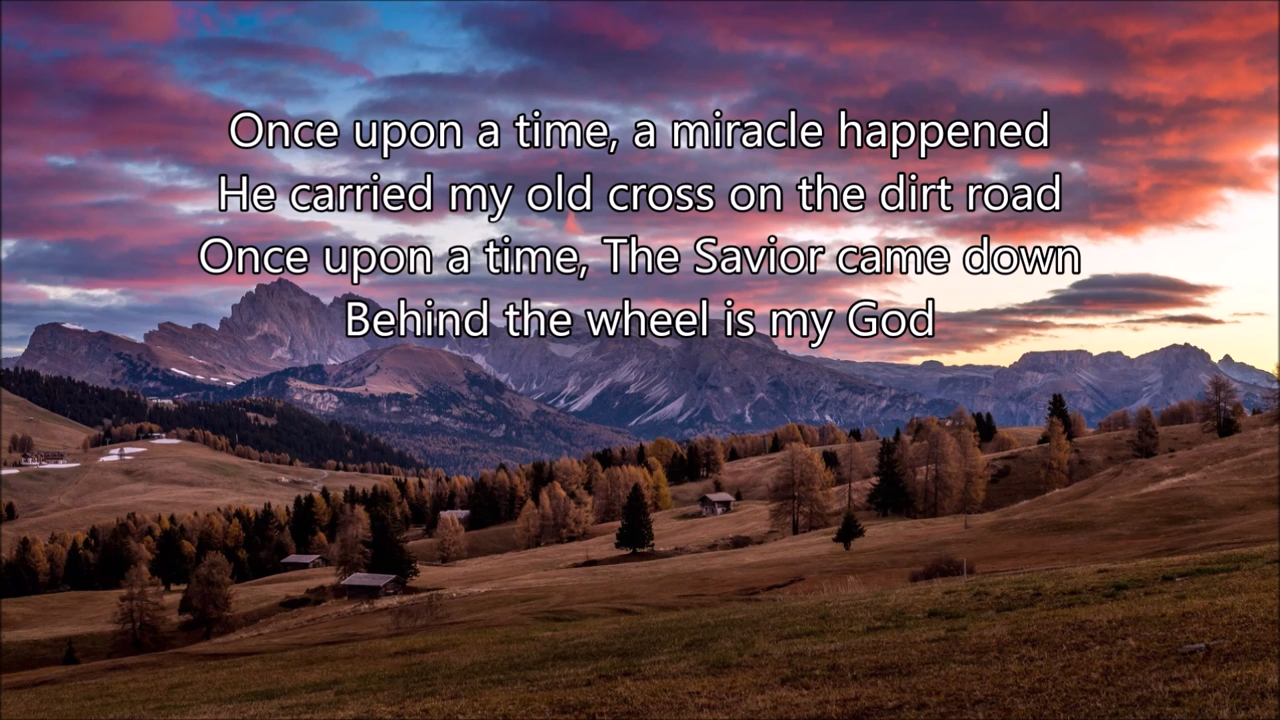 Once upon a time, a miracle happened
He carried my old cross on the dirt road
Once upon a time, The Savior came down
Behind the wheel is my God